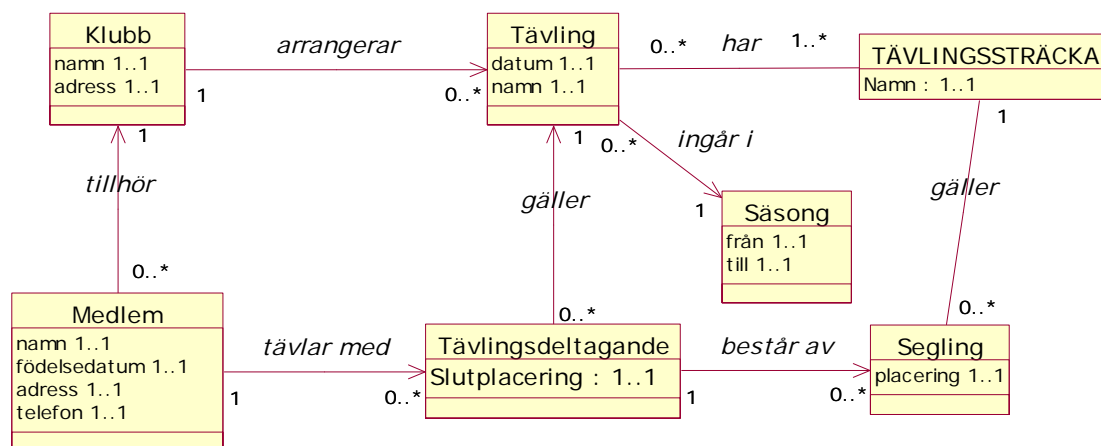 Klubb
namn 1..1
adress 1..1
arrangerar
1
0..*
Tävling
datum 1..1
namn 1..1
0..*
har
1..*
TÄVLINGSSTRÄCKA
Namn : 1..1
1
tillhör
0..*
1
gäller
0..*
0..*
ingår i
1
Säsong
från 1..1
till 1..1
1
gäller
0..*
Medlem
namn 1..1
födelsedatum 1..1
adress 1..1
telefon 1..1
tävlar med
1
0..*
Tävlingsdeltagande
Slutplacering : 1..1
består av
1
0..*
Segling
placering 1..1